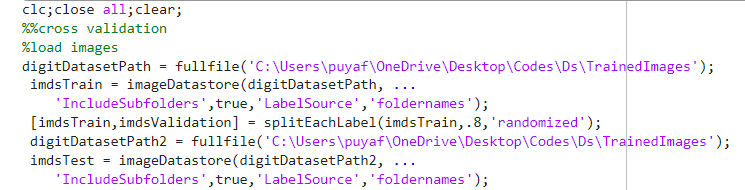 clc;close all;clear;
%%cross validation
%load images
digitDatasetPath = fullfile('C:\Users\puyaf\OneDrive\Desktop\Codes\Ds\TrainedImages');
imdsTrain = imageDatastore(digitDatasetPath, ...
'IncludeSubfolders',true,'LabelSource','foldernames');
[imdsTrain,imdsValidation] = splitEachLabel(imdsTrain,.8,'randomized');
digitDatasetPath2 = fullfile('C:\Users\puyaf\OneDrive\Desktop\Codes\Ds\TrainedImages');
imdsTest = imageDatastore(digitDatasetPath2, ...
'IncludeSubfolders',true,'LabelSource','foldernames');